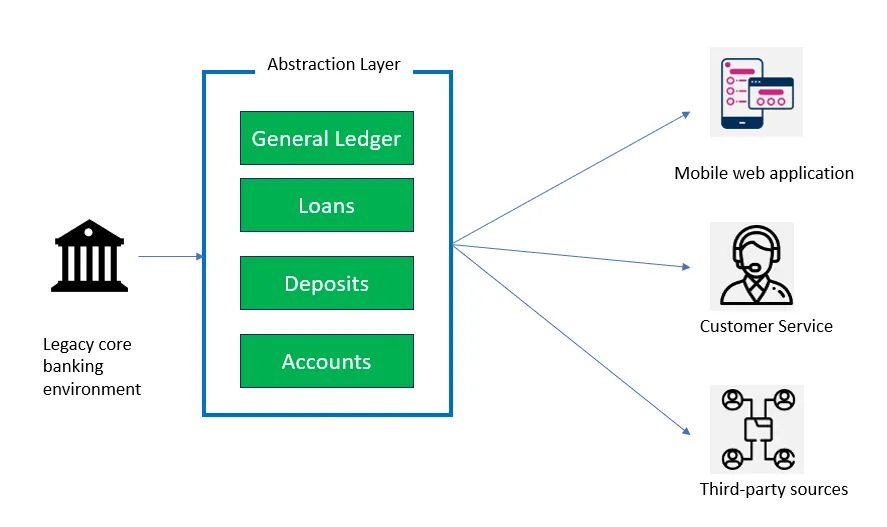 Abstraction Layer
General Ledger
Loans
Deposits
Accounts
Legacy core
banking
environment
Mobile web application
Customer Service
Third-party sources